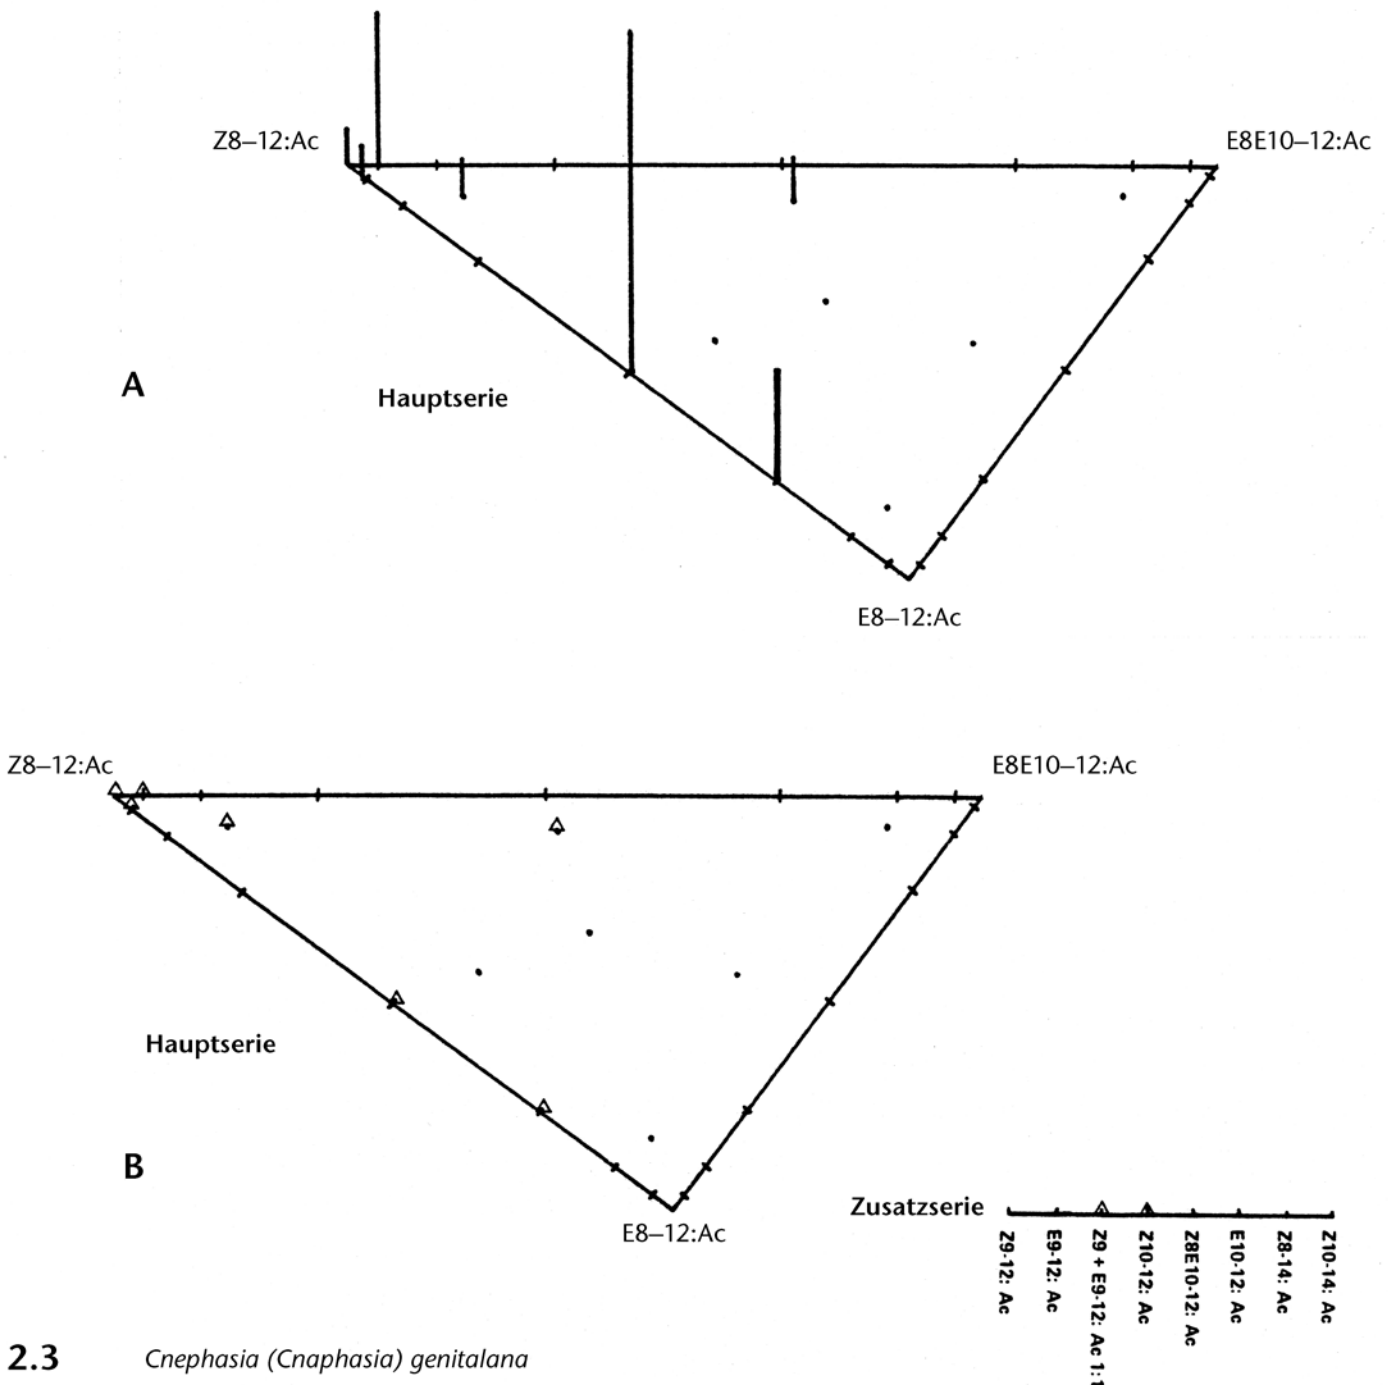 Z8–12:Ac
E8E10–12:Ac
A
Hauptserie
E8–12:Ac
Z8–12:Ac
E8E10–12:Ac
Hauptserie
B
E8–12:Ac
Zusatzserie
Z9-12: Ac
E9-12: Ac
Z9 + E9-12: Ac 1:1
Z10-12: Ac
Z8E10-12: Ac
E10-12: Ac
Z8-14: Ac
Z10-14: Ac
2.3 Cnephasia (Cnaphasia) genitalana